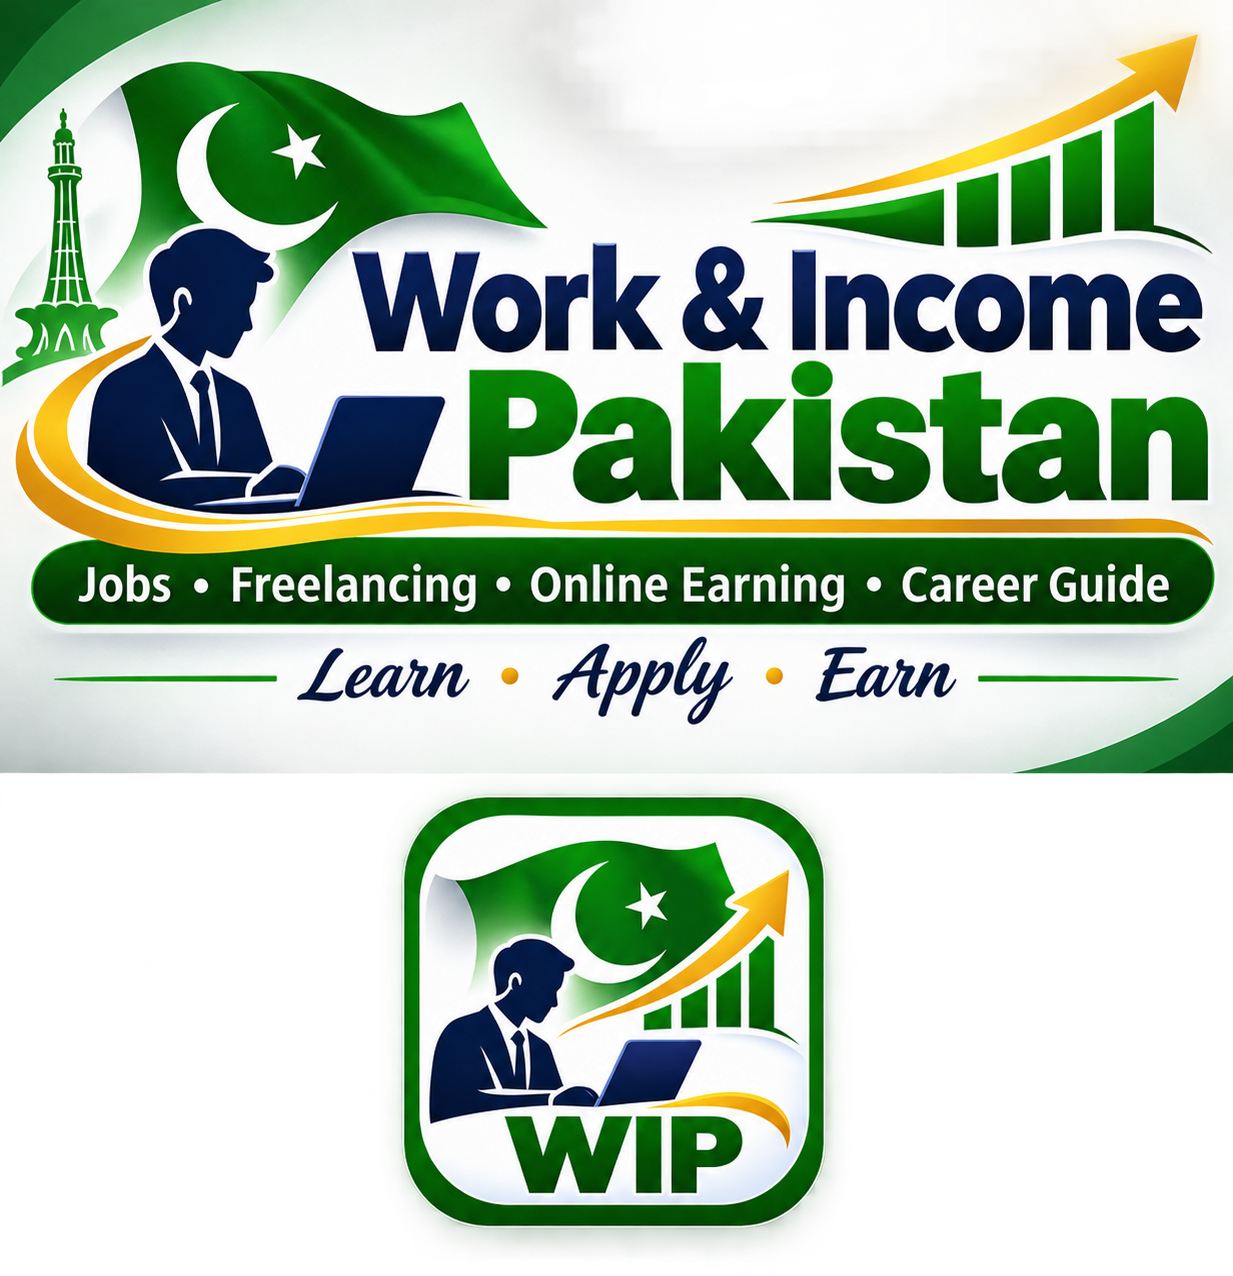 Work & Income
Pakistan
Jobs • Freelancing • Online Earning • Career Guide
Learn • Apply • Earn
WIP